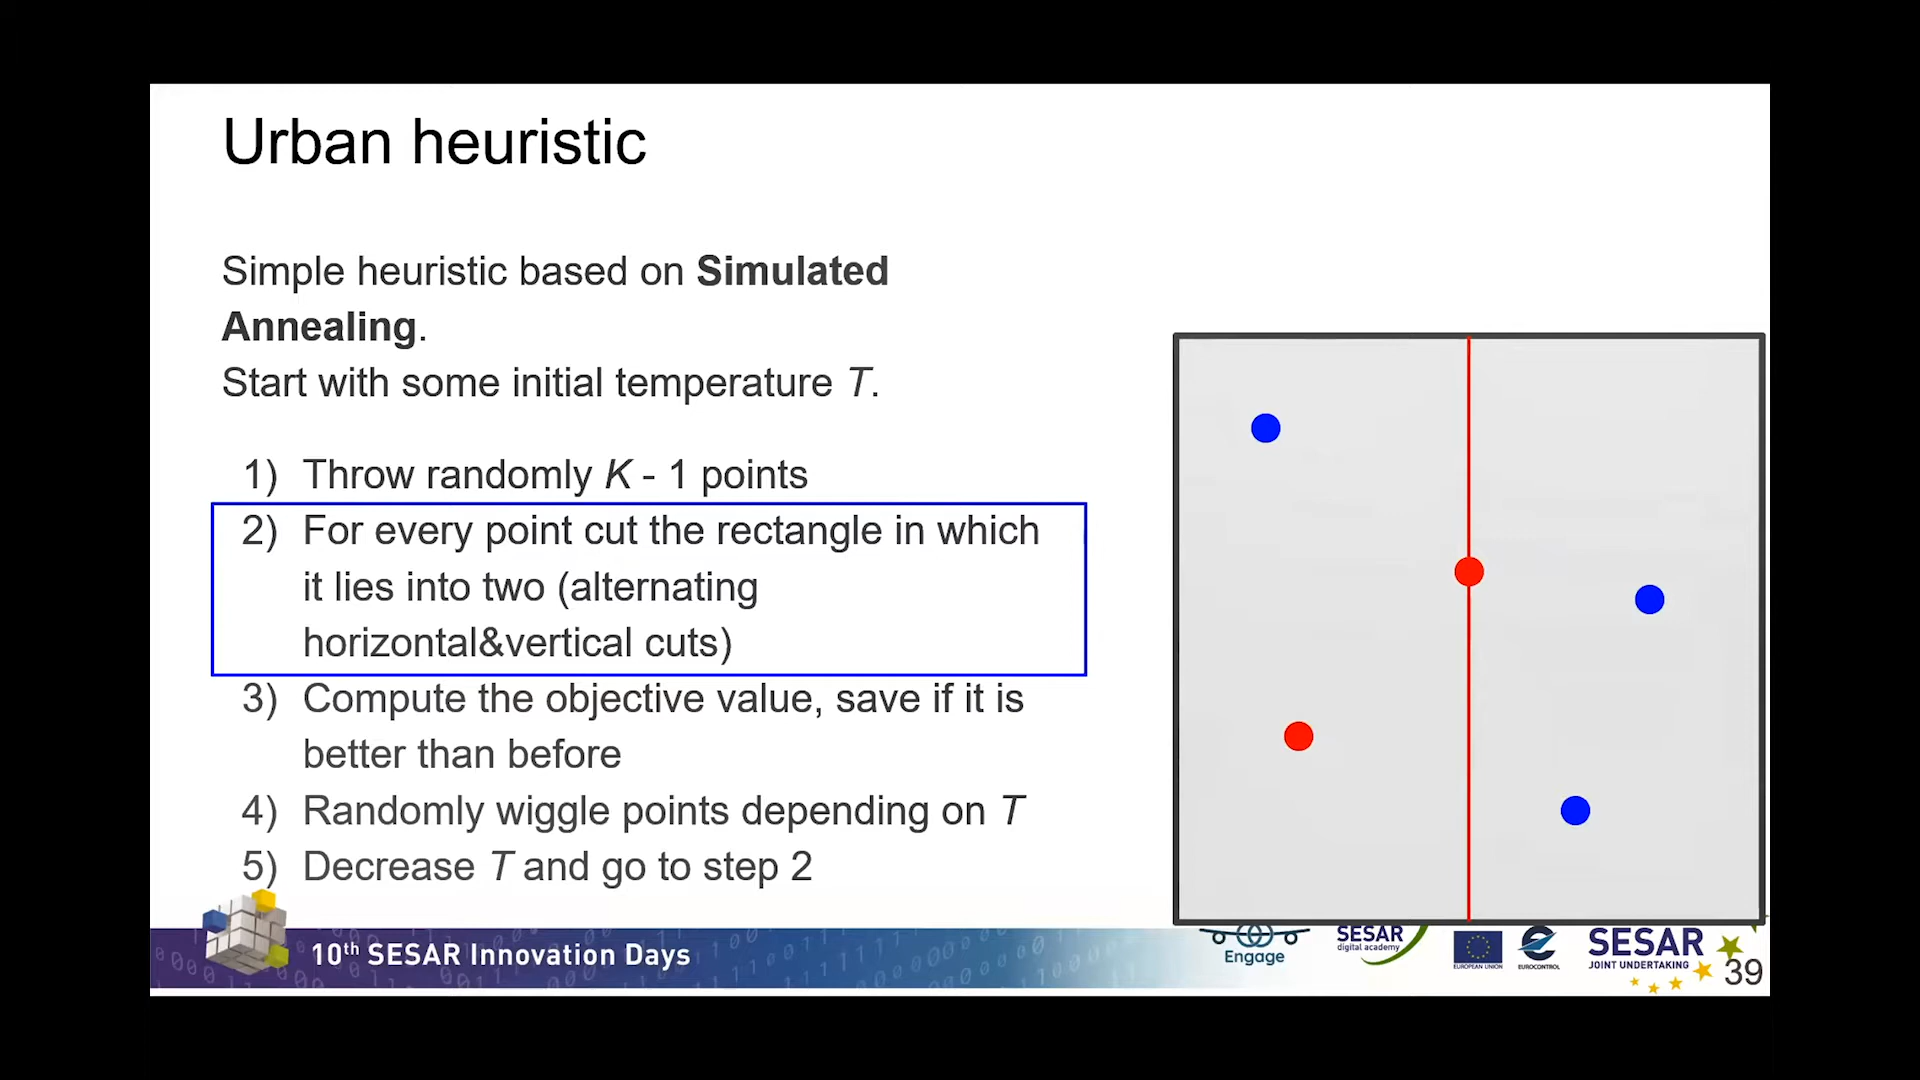 Urban heuristic
Simple heuristic based on Simulated
Annealing.
Start with some initial temperature T.
1) Throw randomly K - 1 points
2) For every point cut the rectangle in which
it lies into two (alternating
horizontal&vertical cuts)
3) Compute the objective value, save if it is
better than before
4) Randomly wiggle points depending on T
5) Decrease T and go to step 2
10th SESAR Innovation Days
Engage
SESAR
digital academy
EUROPEAN UNION
EUROCONTROL
SESAR
JOINT UNDERTAKING
39